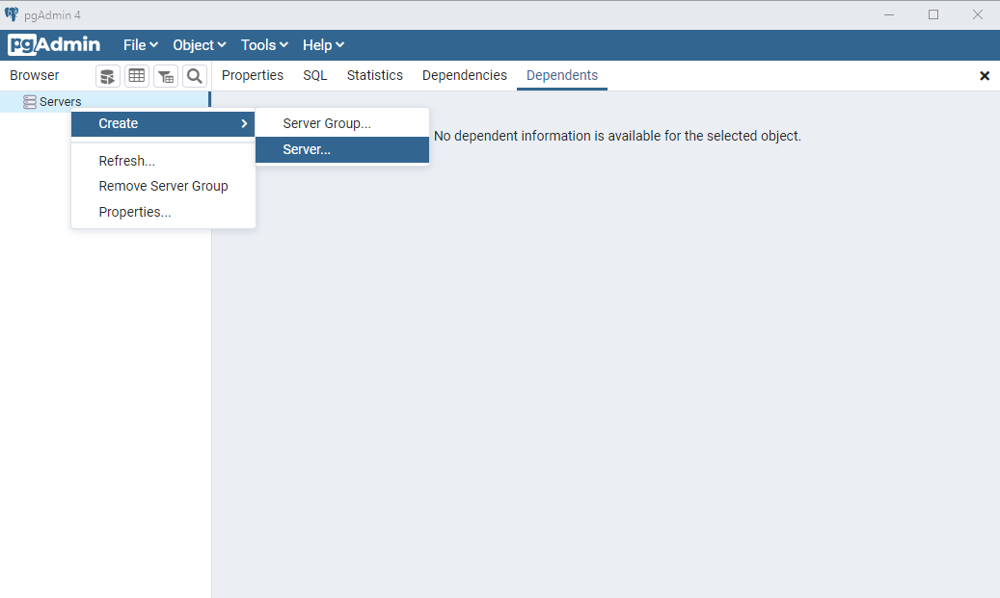 pgAdmin 4
pgAdmin File Object Tools Help
Browser Properties SQL Statistics Dependencies Dependents
Servers
Create
Server Group...
Server...
Refresh...
Remove Server Group
Properties...
No dependent information is available for the selected object.